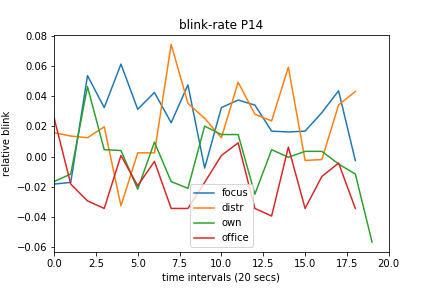 blink-rate P14
0.08
0.06
0.04
0.02
0.00
−0.02
−0.04
−0.06
relative blink
focus
distr
own
office
0.0 2.5 5.0 7.5 10.0 12.5 15.0 17.5 20.0
time intervals (20 secs)